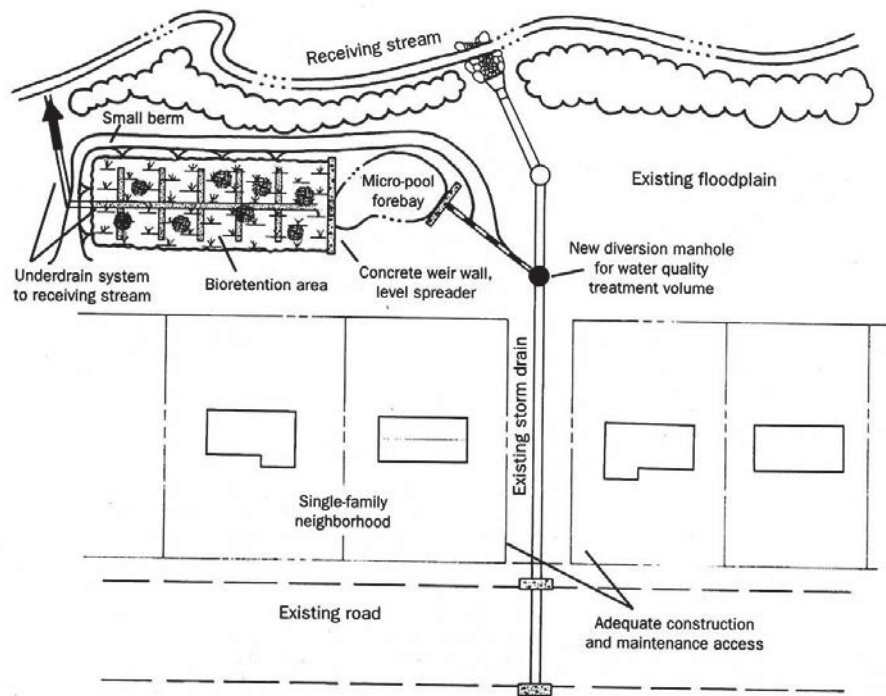 Receiving stream
Small berm
Micro-pool
forebay
Existing floodplain
Underdrain system
to receiving stream
Bioretention area
Concrete weir wall,
level spreader
New diversion manhole
for water quality
treatment volume
Existing storm drain
Single-family
neighborhood
Existing road
Adequate construction
and maintenance access